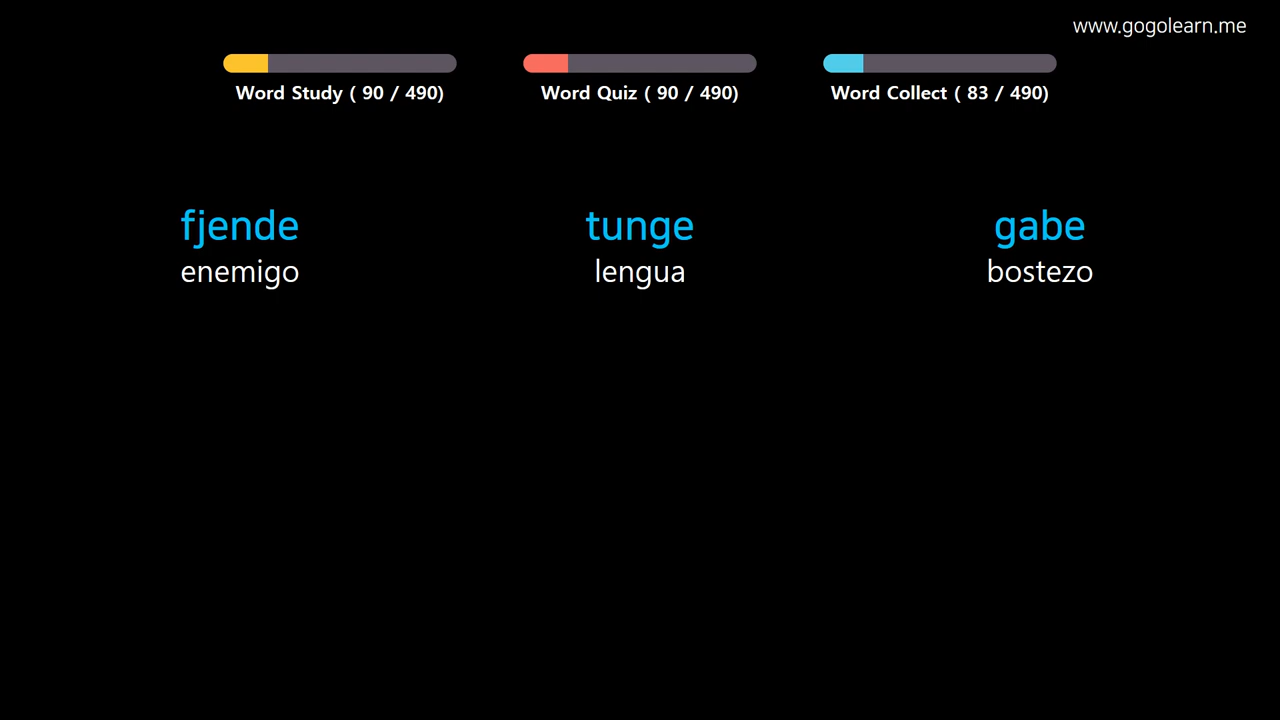 www.gogolearn.me
Word Study ( 90 / 490) Word Quiz ( 90 / 490) Word Collect ( 83 / 490)
fjende tunge gabe
enemigo lengua bostezo